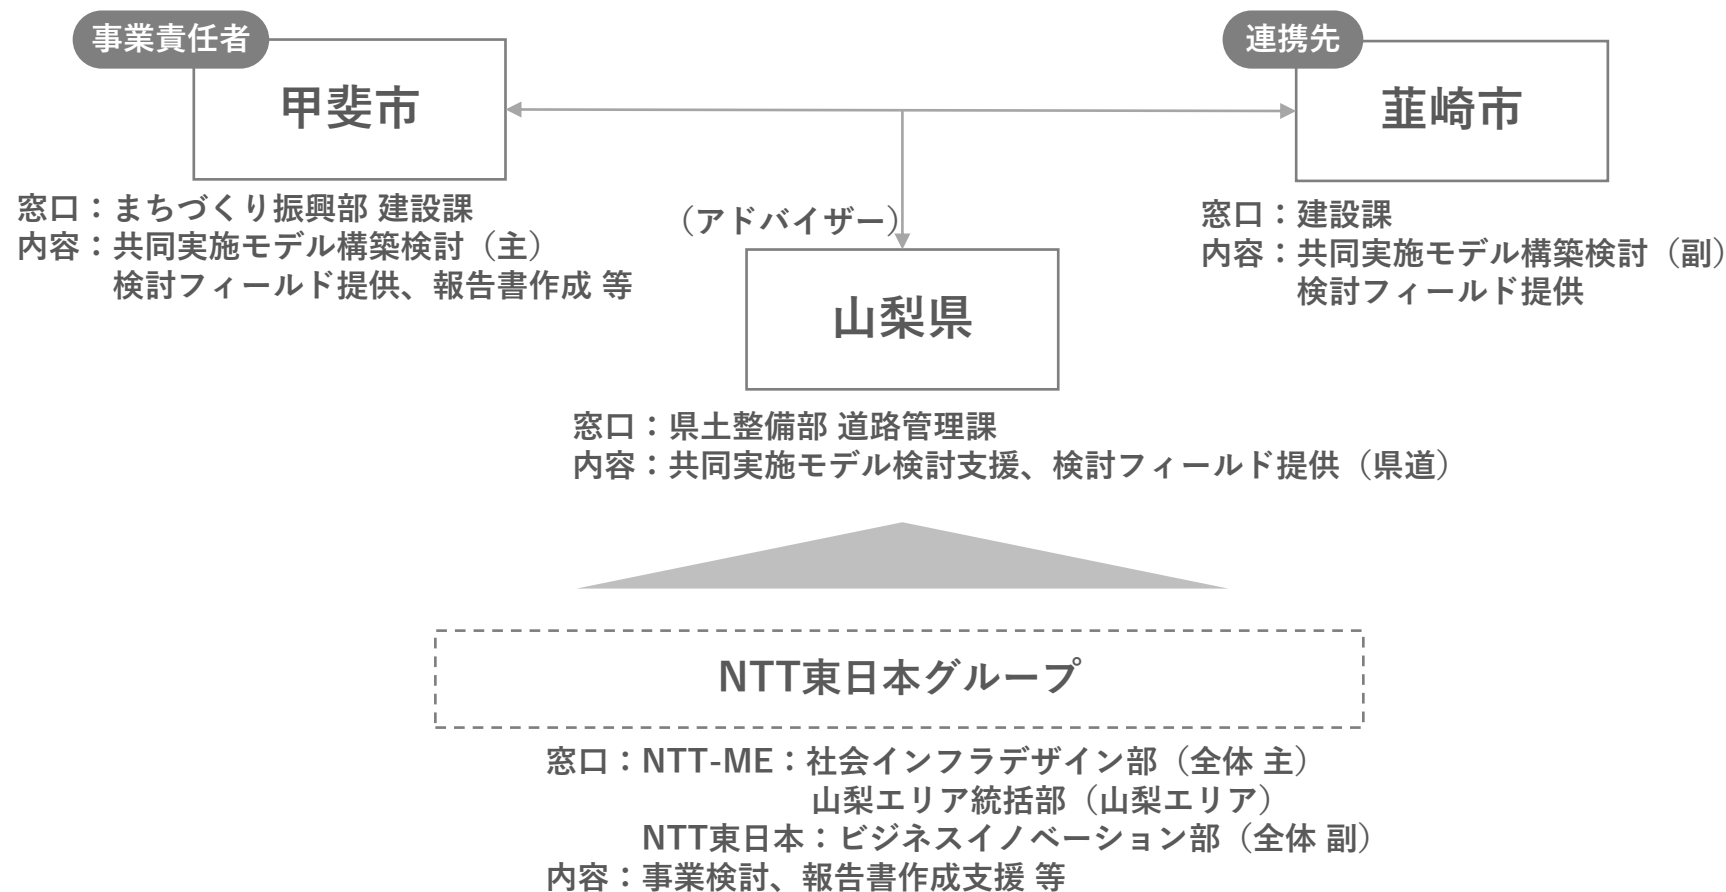 事業責任者
甲斐市
窓口：まちづくり振興部 建設課
内容：共同実施モデル構築検討（主）
検討フィールド提供、報告書作成 等
連携先
韮崎市
窓口：建設課
内容：共同実施モデル構築検討（副）
検討フィールド提供
（アドバイザー）
山梨県
窓口：県土整備部 道路管理課
内容：共同実施モデル検討支援、検討フィールド提供（県道）
NTT東日本グループ
窓口：NTT-ME：社会インフラデザイン部（全体 主）
山梨エリア統括部（山梨エリア）
NTT東日本：ビジネスイノベーション部（全体 副）
内容：事業検討、報告書作成支援 等